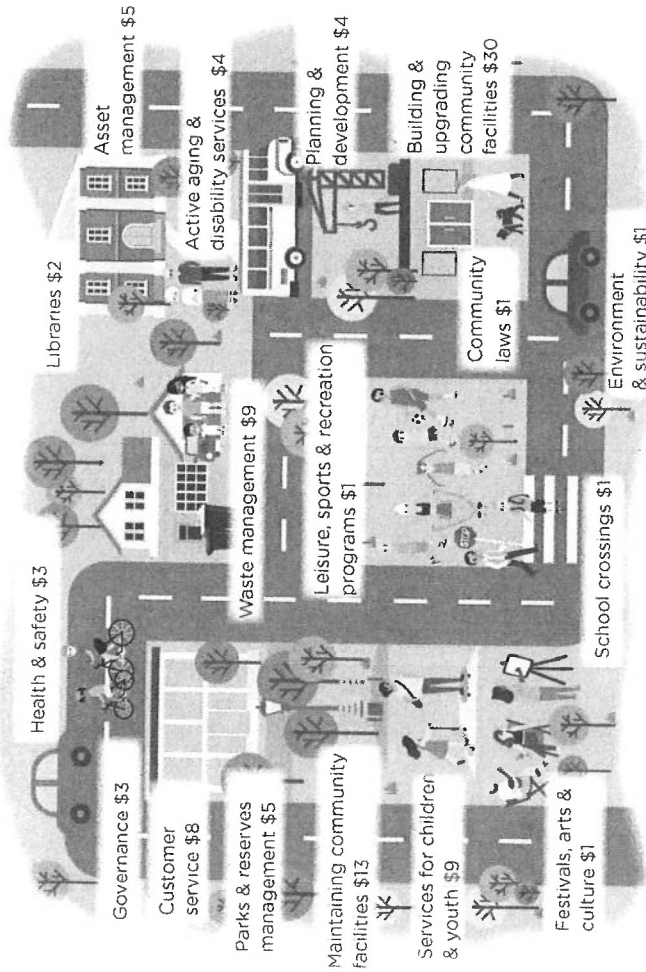 Health & safety $3
Libraries $2
Asset
management $5
Governance $3
Customer
service $8
Active aging &
disability services $4
Waste management $9
Parks & reserves
management $5
Planning &
development $4
Leisure, sports & recreation
programs $1
Maintaining community
facilities $13
Building &
upgrading
community
facilities $30
Community
laws $1
Services for children
& youth $9
STOP
School crossings $1
Environment
& sustainability $1
Festivals, arts &
culture $1